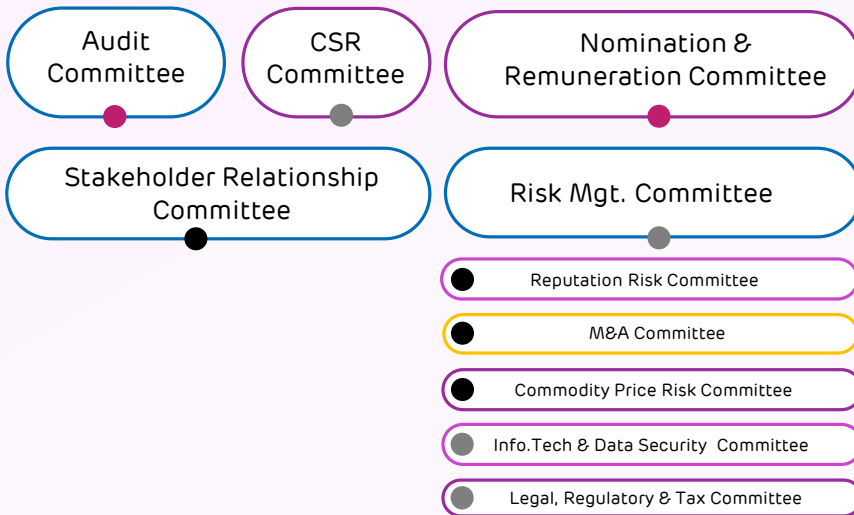 Audit
Committee
CSR
Committee
Nomination &
Remuneration Committee
Stakeholder Relationship
Committee
Risk Mgt. Committee
Reputation Risk Committee
M&A Committee
Commodity Price Risk Committee
Info.Tech & Data Security Committee
Legal, Regulatory & Tax Committee